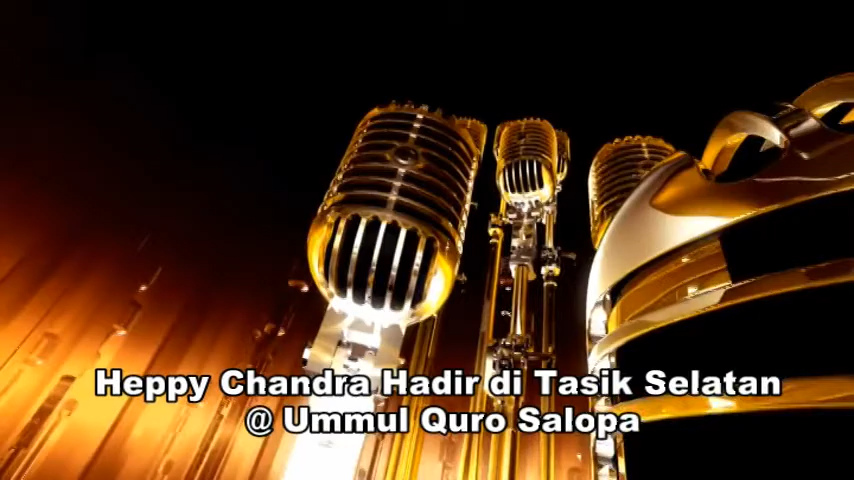 Heppy Chandra Hadir di Tasik Selatan
@ Ummul Quro Salopa